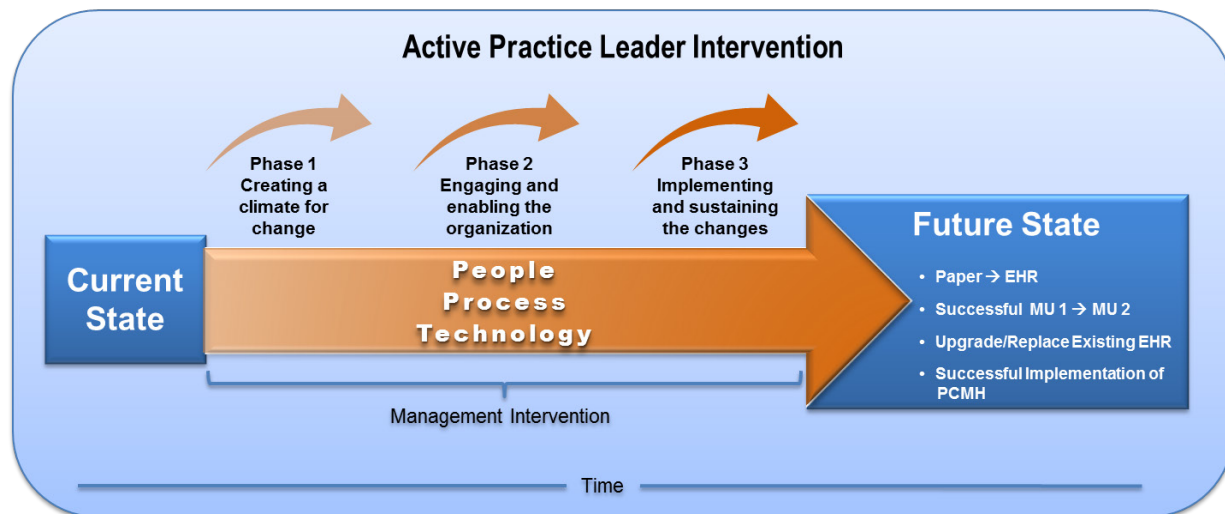 Active Practice Leader Intervention
Phase 1
Creating a
climate for
change
Phase 2
Engaging and
enabling the
organization
Phase 3
Implementing
and sustaining
the changes
Current
State
People
Process
Technology
Future State
• Paper → EHR
• Successful MU 1 → MU 2
• Upgrade/Replace Existing EHR
• Successful Implementation of
PCMH
Management Intervention
Time